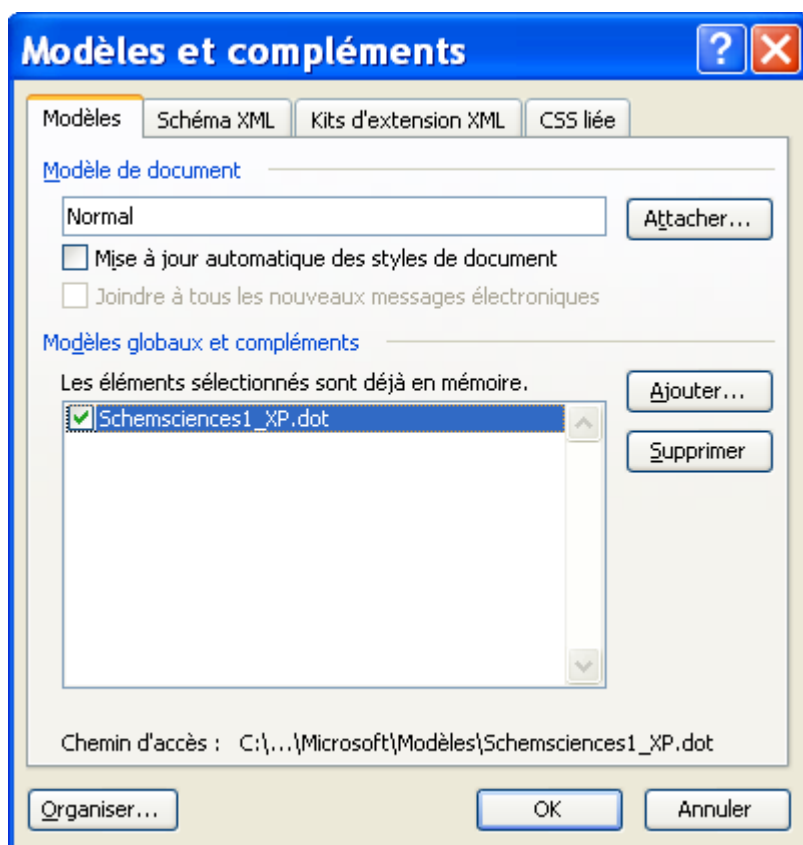 Modèles et compléments
Modèles Schéma XML Kits d'extension XML CSS liée
Modèle de document
Normal Attacher...
Mise à jour automatique des styles de document
Joindre à tous les nouveaux messages électroniques
Modèles globaux et compléments
Les éléments sélectionnés sont déjà en mémoire.
Ajouter...
Schemsciences1_XP.dot
Supprimer
Chemin d'accès : C:\...\Microsoft\Modèles\Schemsciences1_XP.dot
Organiser... OK Annuler